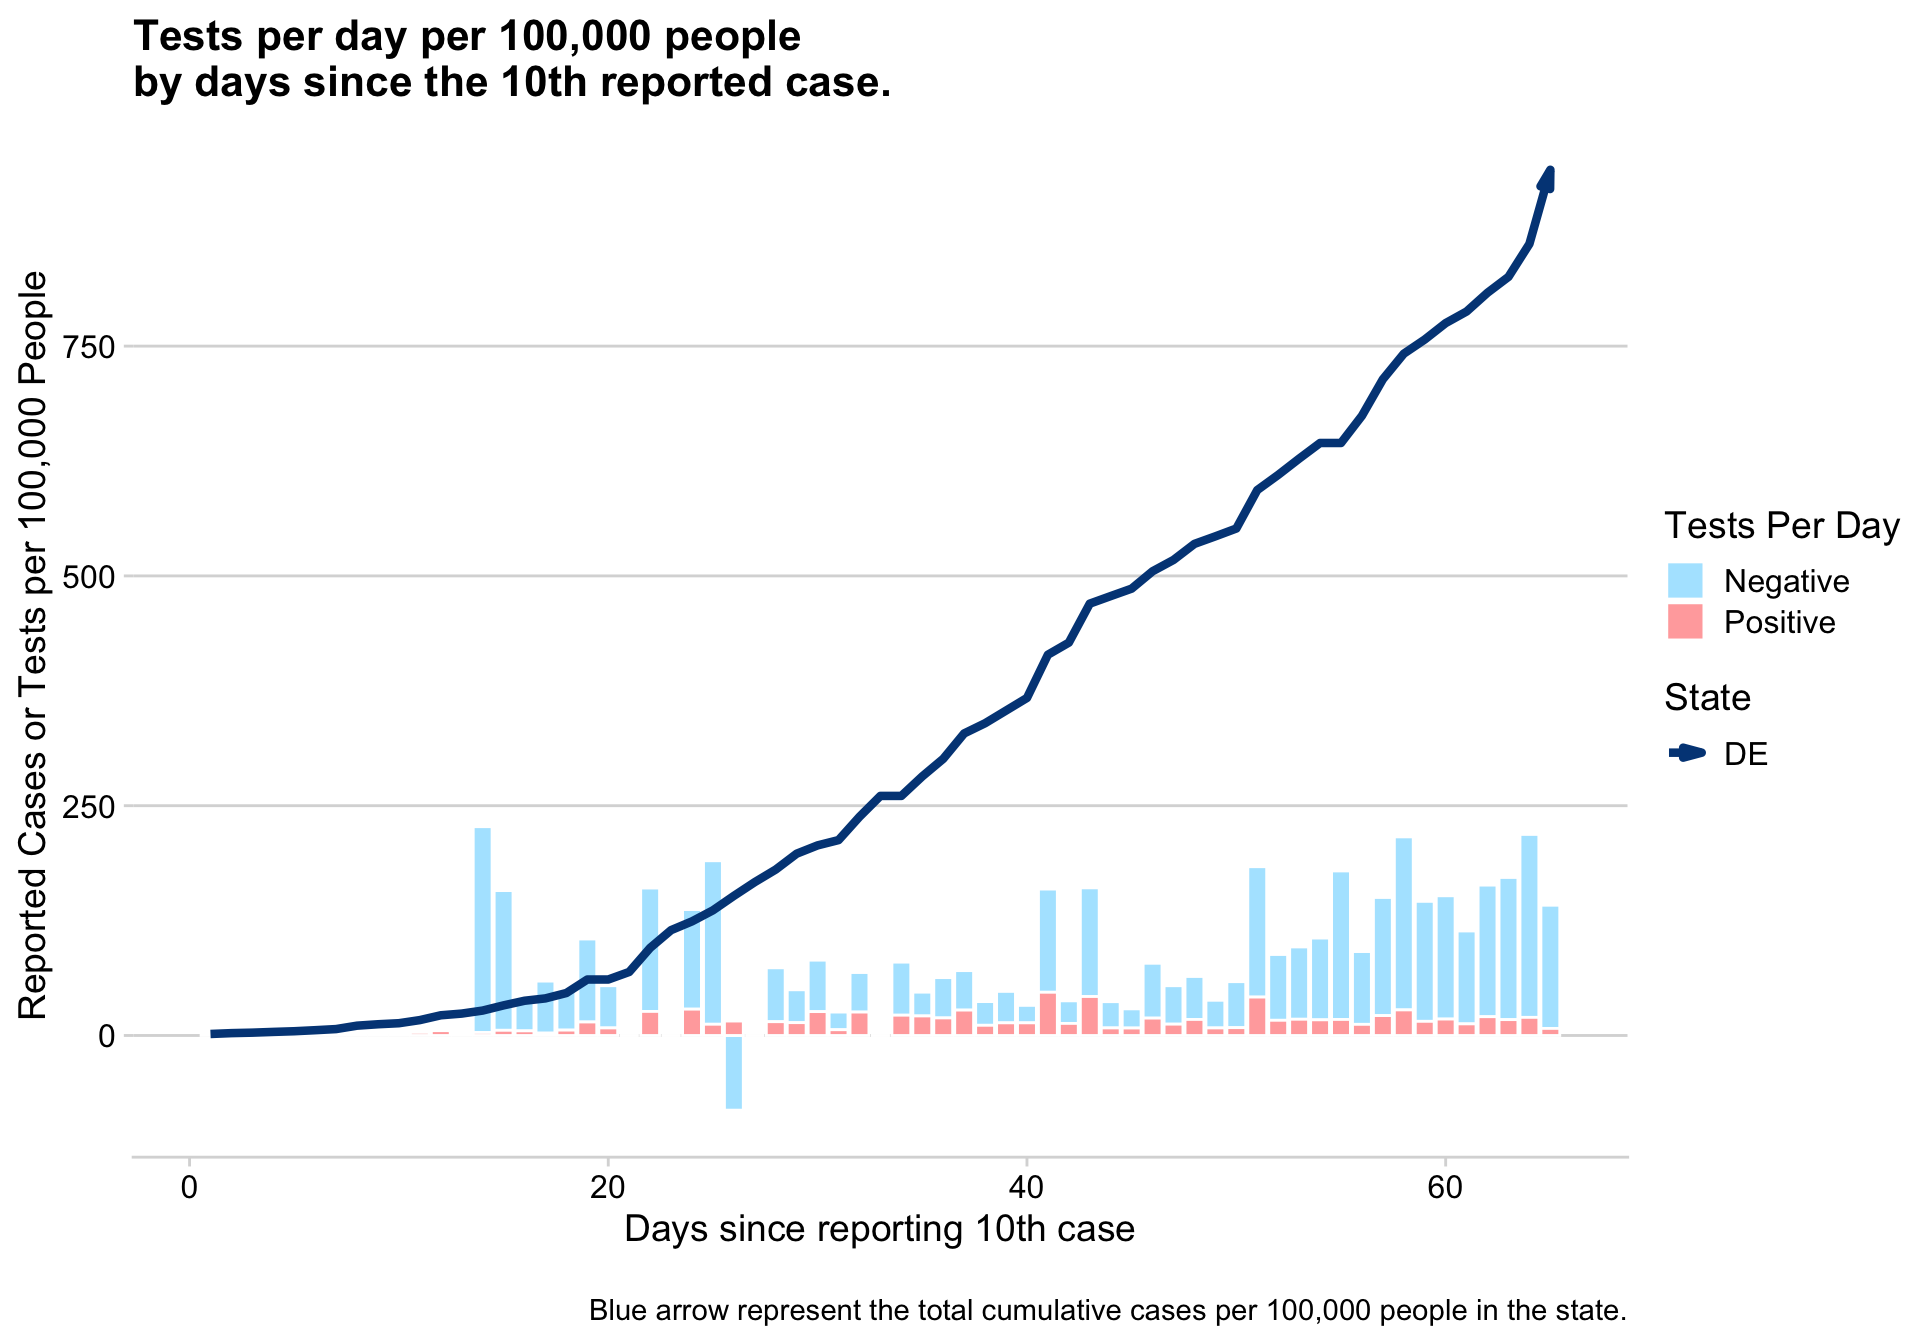 Tests per day per 100,000 people
by days since the 10th reported case.
Reported Cases or Tests per 100,000 People
750
500
250
0
0
20
40
60
Days since reporting 10th case
Tests Per Day
Negative
Positive
State
DE
Blue arrow represent the total cumulative cases per 100,000 people in the state.